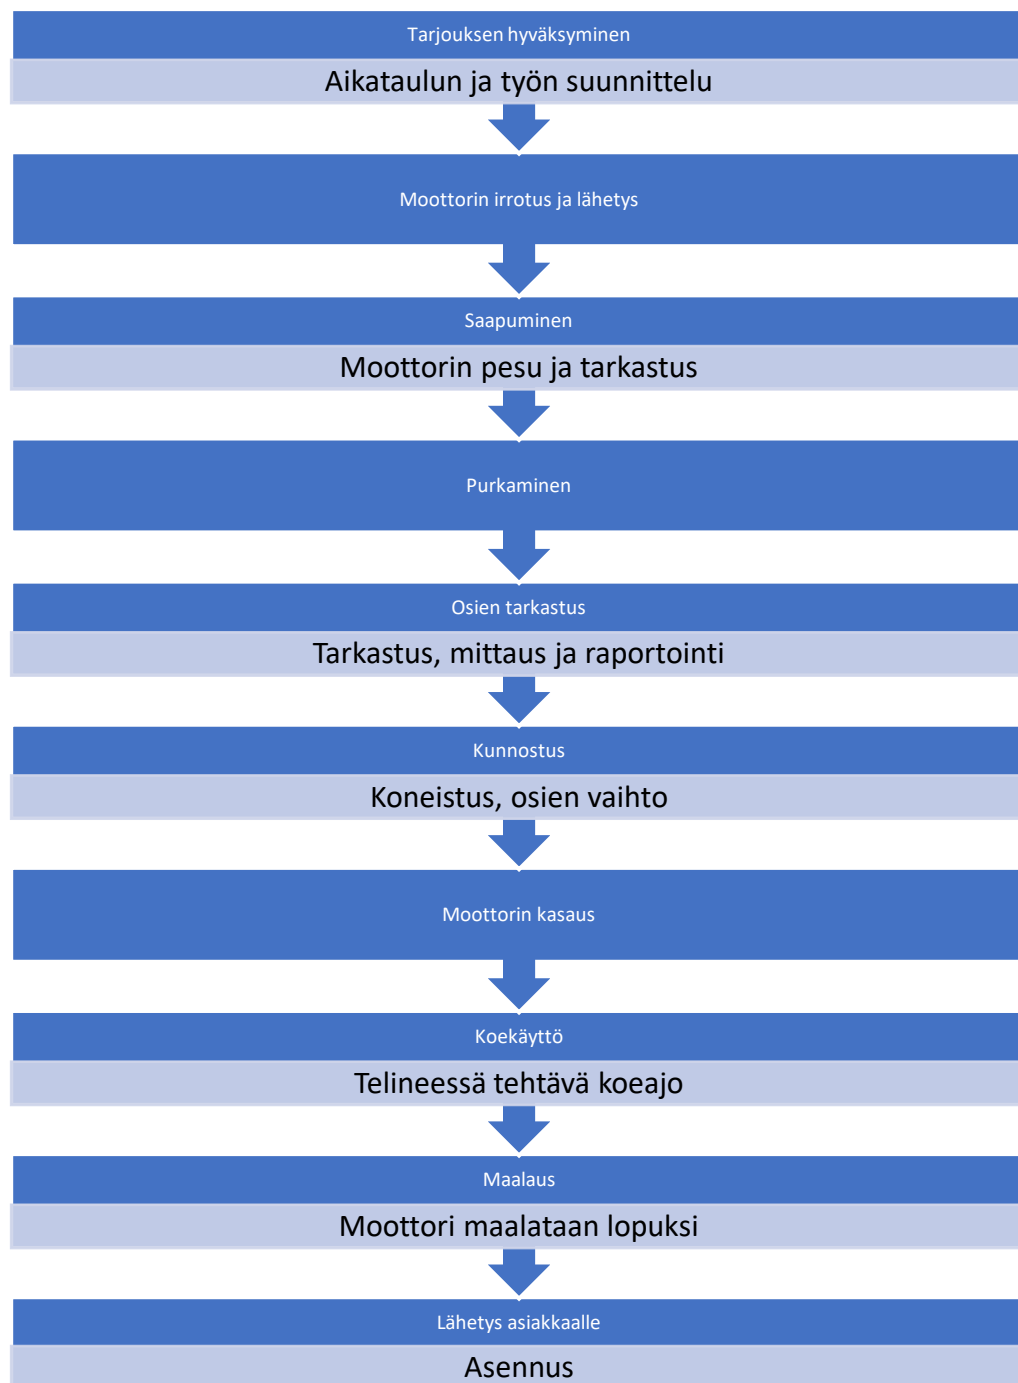 Tarjouksen hyväksyminen
Aikataulun ja työn suunnittelu
Moottorin irrotus ja lähetys
Saapuminen
Moottorin pesu ja tarkastus
Purkaminen
Osien tarkastus
Tarkastus, mittaus ja raportointi
Kunnostus
Koneistus, osien vaihto
Moottorin kasaus
Koekäyttö
Telineessä tehtävä koeajo
Maalaus
Moottori maalataan lopuksi
Lähetys asiakkaalle
Asennus